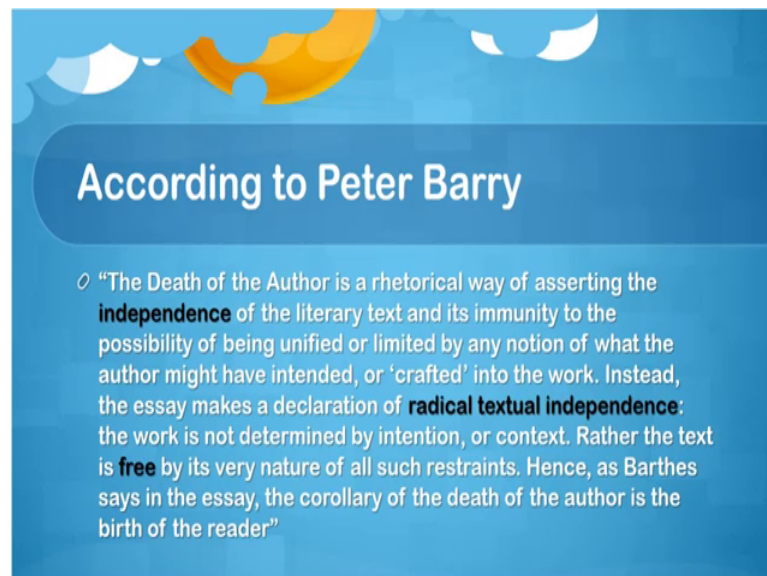 According to Peter Barry
“The Death of the Author is a rhetorical way of asserting the
independence of the literary text and its immunity to the
possibility of being unified or limited by any notion of what the
author might have intended, or ‘crafted’ into the work. Instead,
the essay makes a declaration of radical textual independence:
the work is not determined by intention, or context. Rather the text
is free by its very nature of all such restraints. Hence, as Barthes
says in the essay, the corollary of the death of the author is the
birth of the reader”